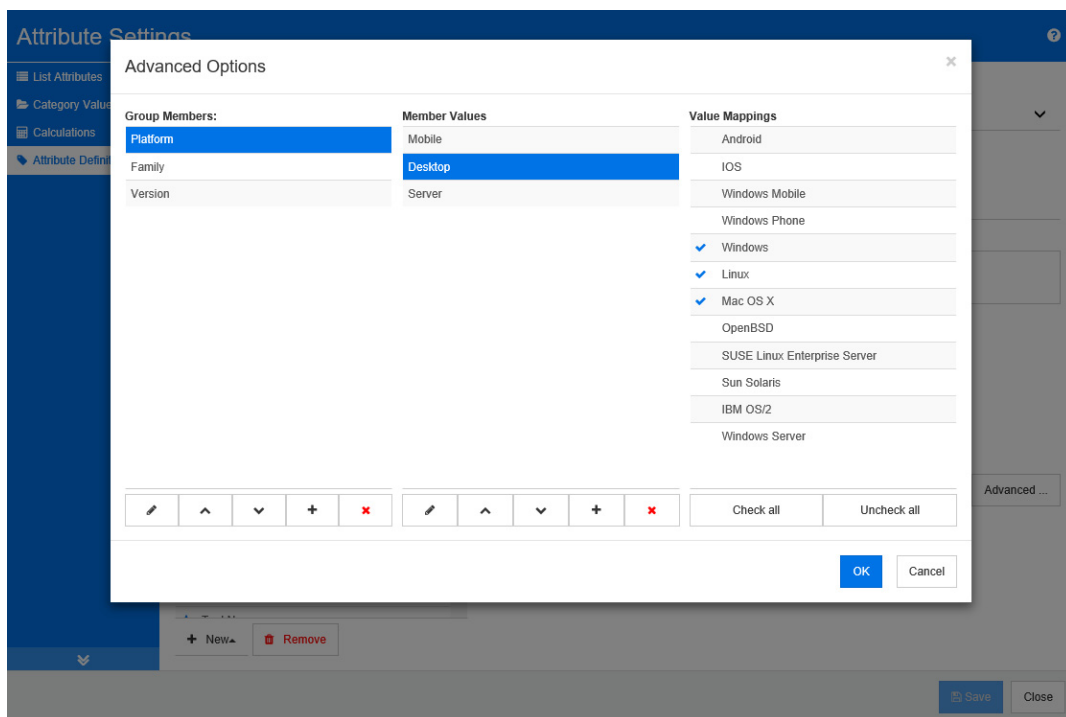 Attribute Settings
List Attributes
Category Value
Calculations
Attribute Defini
Advanced Options
Group Members:
Platform
Family
Version
Member Values
Mobile
Desktop
Server
Value Mappings
Android
IOS
Windows Mobile
Windows Phone
Windows
Linux
Mac OS X
OpenBSD
SUSE Linux Enterprise Server
Sun Solaris
IBM OS/2
Windows Server
Check all
Uncheck all
OK
Cancel
Advanced ...
New
Remove
Save
Close